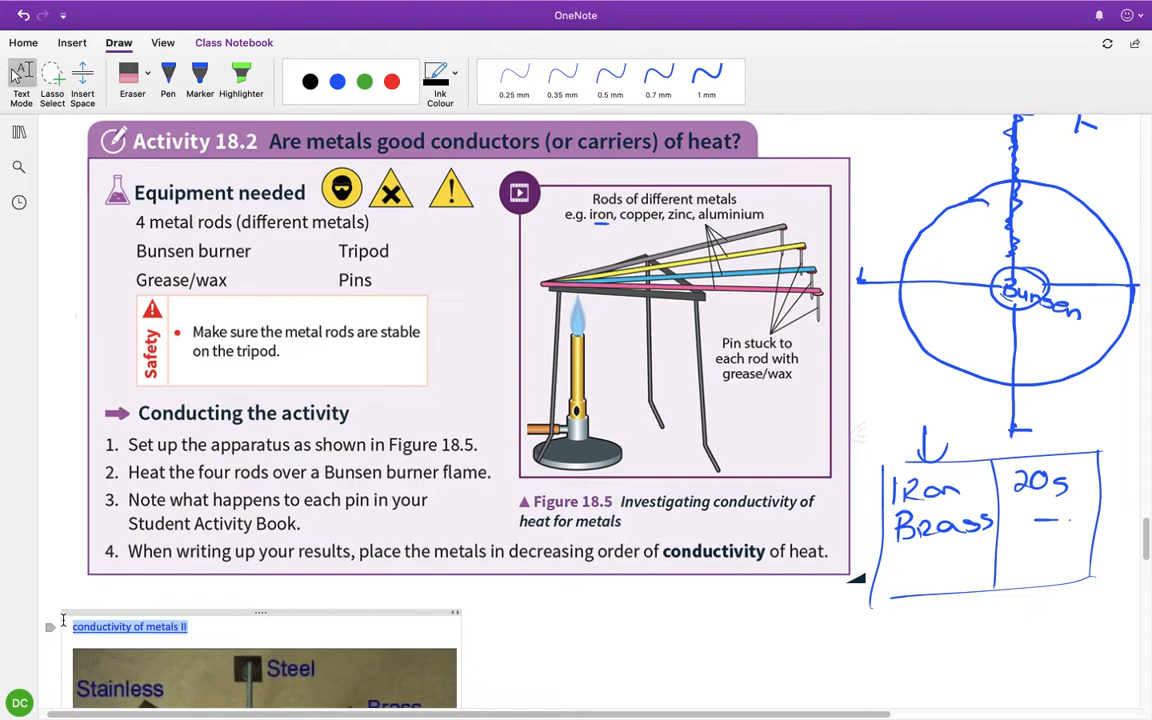 OneNote
Home Insert Draw View Class Notebook
Text Mode
Lasso Select
Insert Space
Eraser
Pen
Marker
Highlighter
Ink Colour
0.25 mm
0.35 mm
0.5 mm
0.7 mm
1 mm
Activity 18.2 Are metals good conductors (or carriers) of heat?
Equipment needed
4 metal rods (different metals)
Bunsen burner Tripod
Grease/wax Pins
Safety
• Make sure the metal rods are stable
on the tripod.
Rods of different metals
e.g. iron, copper, zinc, aluminium
Pin stuck to
each rod with
grease/wax
Conducting the activity
1. Set up the apparatus as shown in Figure 18.5.
2. Heat the four rods over a Bunsen burner flame.
3. Note what happens to each pin in your
Student Activity Book.
4. When writing up your results, place the metals in decreasing order of conductivity of heat.
▲ Figure 18.5 Investigating conductivity of
heat for metals
Bunsen
Iron 20s
Brass —
conductivity of metals II
Steel
Stainless
Brass
DC